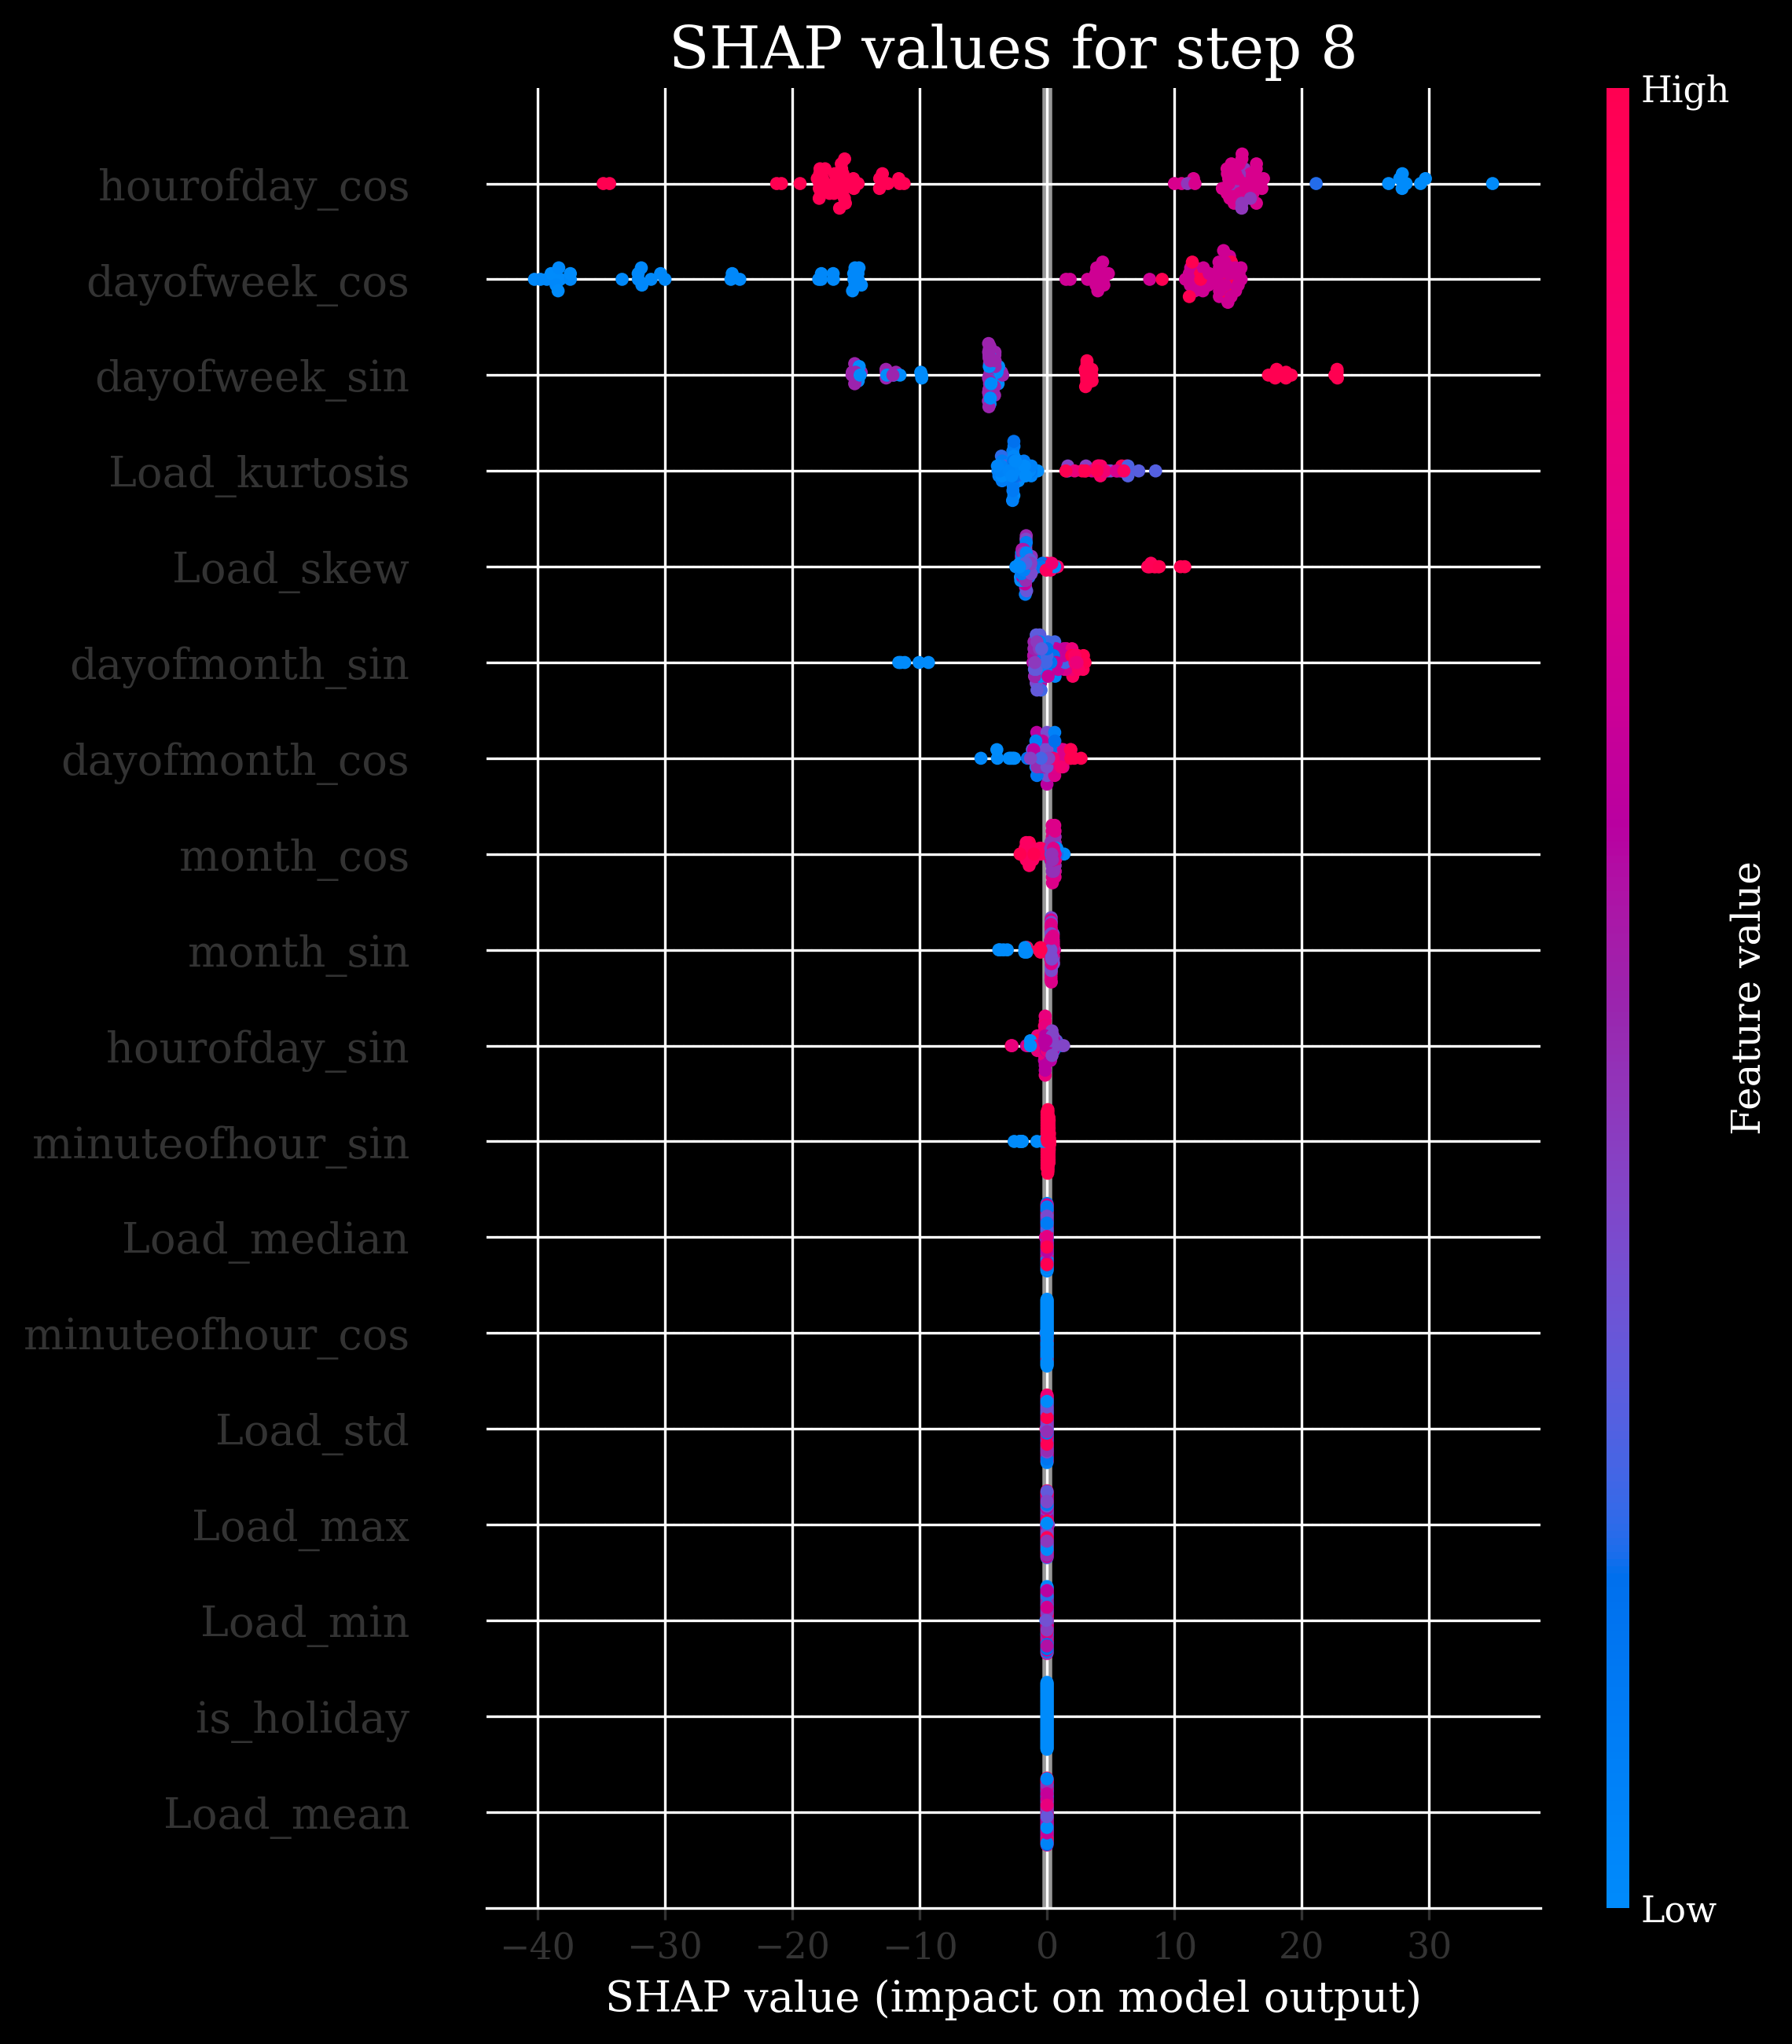 SHAP values for step 8
High
hourofday_cos
dayofweek_cos
dayofweek_sin
Load_kurtosis
Load_skew
dayofmonth_sin
dayofmonth_cos
month_cos
month_sin
hourofday_sin
minuteofhour_sin
Load_median
minuteofhour_cos
Load_std
Load_max
Load_min
is_holiday
Load_mean
Feature value
Low
−40 −30 −20 −10 0 10 20 30
SHAP value (impact on model output)